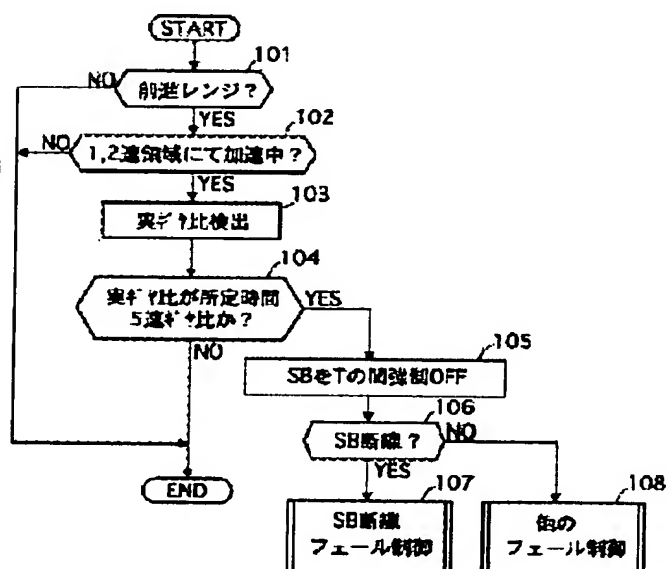 START
101
前進レンジ?
NO
YES
102
1,2速領域にて加速中?
NO
YES
103
実ギヤ比検出
104
実ギヤ比が所定時間
5速ギヤ比か?
YES
NO
105
SBをTの間強制OFF
106
SB断線?
NO
YES
END
107
SB断線
フェール制御
108
他の
フェール制御